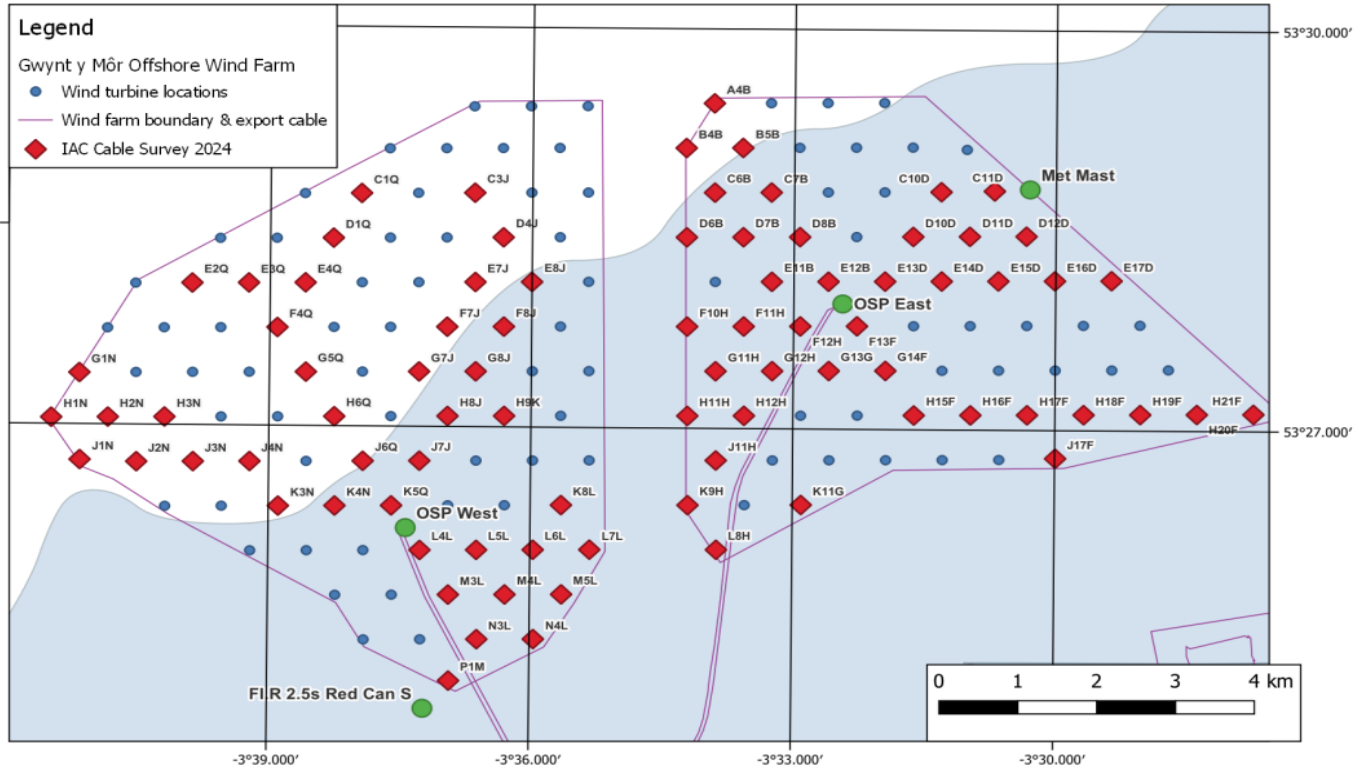 Legend
Gwynt y Môr Offshore Wind Farm
Wind turbine locations
Wind farm boundary & export cable
IAC Cable Survey 2024
53°30.000′
A4B
B4B B5B
C1Q C3J C6B C7B C10D C11D Met Mast
D1Q D4J D6B D7B D8B D10D D11D D12D
E2Q E3Q E4Q E7J E8J E11B E12B E13D E14D E15D E16D E17D
OSP East
F4Q F7J F8J F10H F11H F12H F13F
G1N G5Q G7J G8J G11H G12H G13G G14F
H1N H2N H3N H6Q H8J H9K H11H H12H H15F H16F H17F H18F H19F H21F
H20F
53°27.000′
J1N J2N J3N J4N J6Q J7J J11H J17F
K3N K4N K5Q K8L K9H K11G
OSP West
L4L L5L L6L L7L L8H
M3L M4L M5L
N3L N4L
P1M
Fl.R 2.5s Red Can S
0 1 2 3 4 km
-3°39.000′ -3°36.000′ -3°33.000′ -3°30.000′